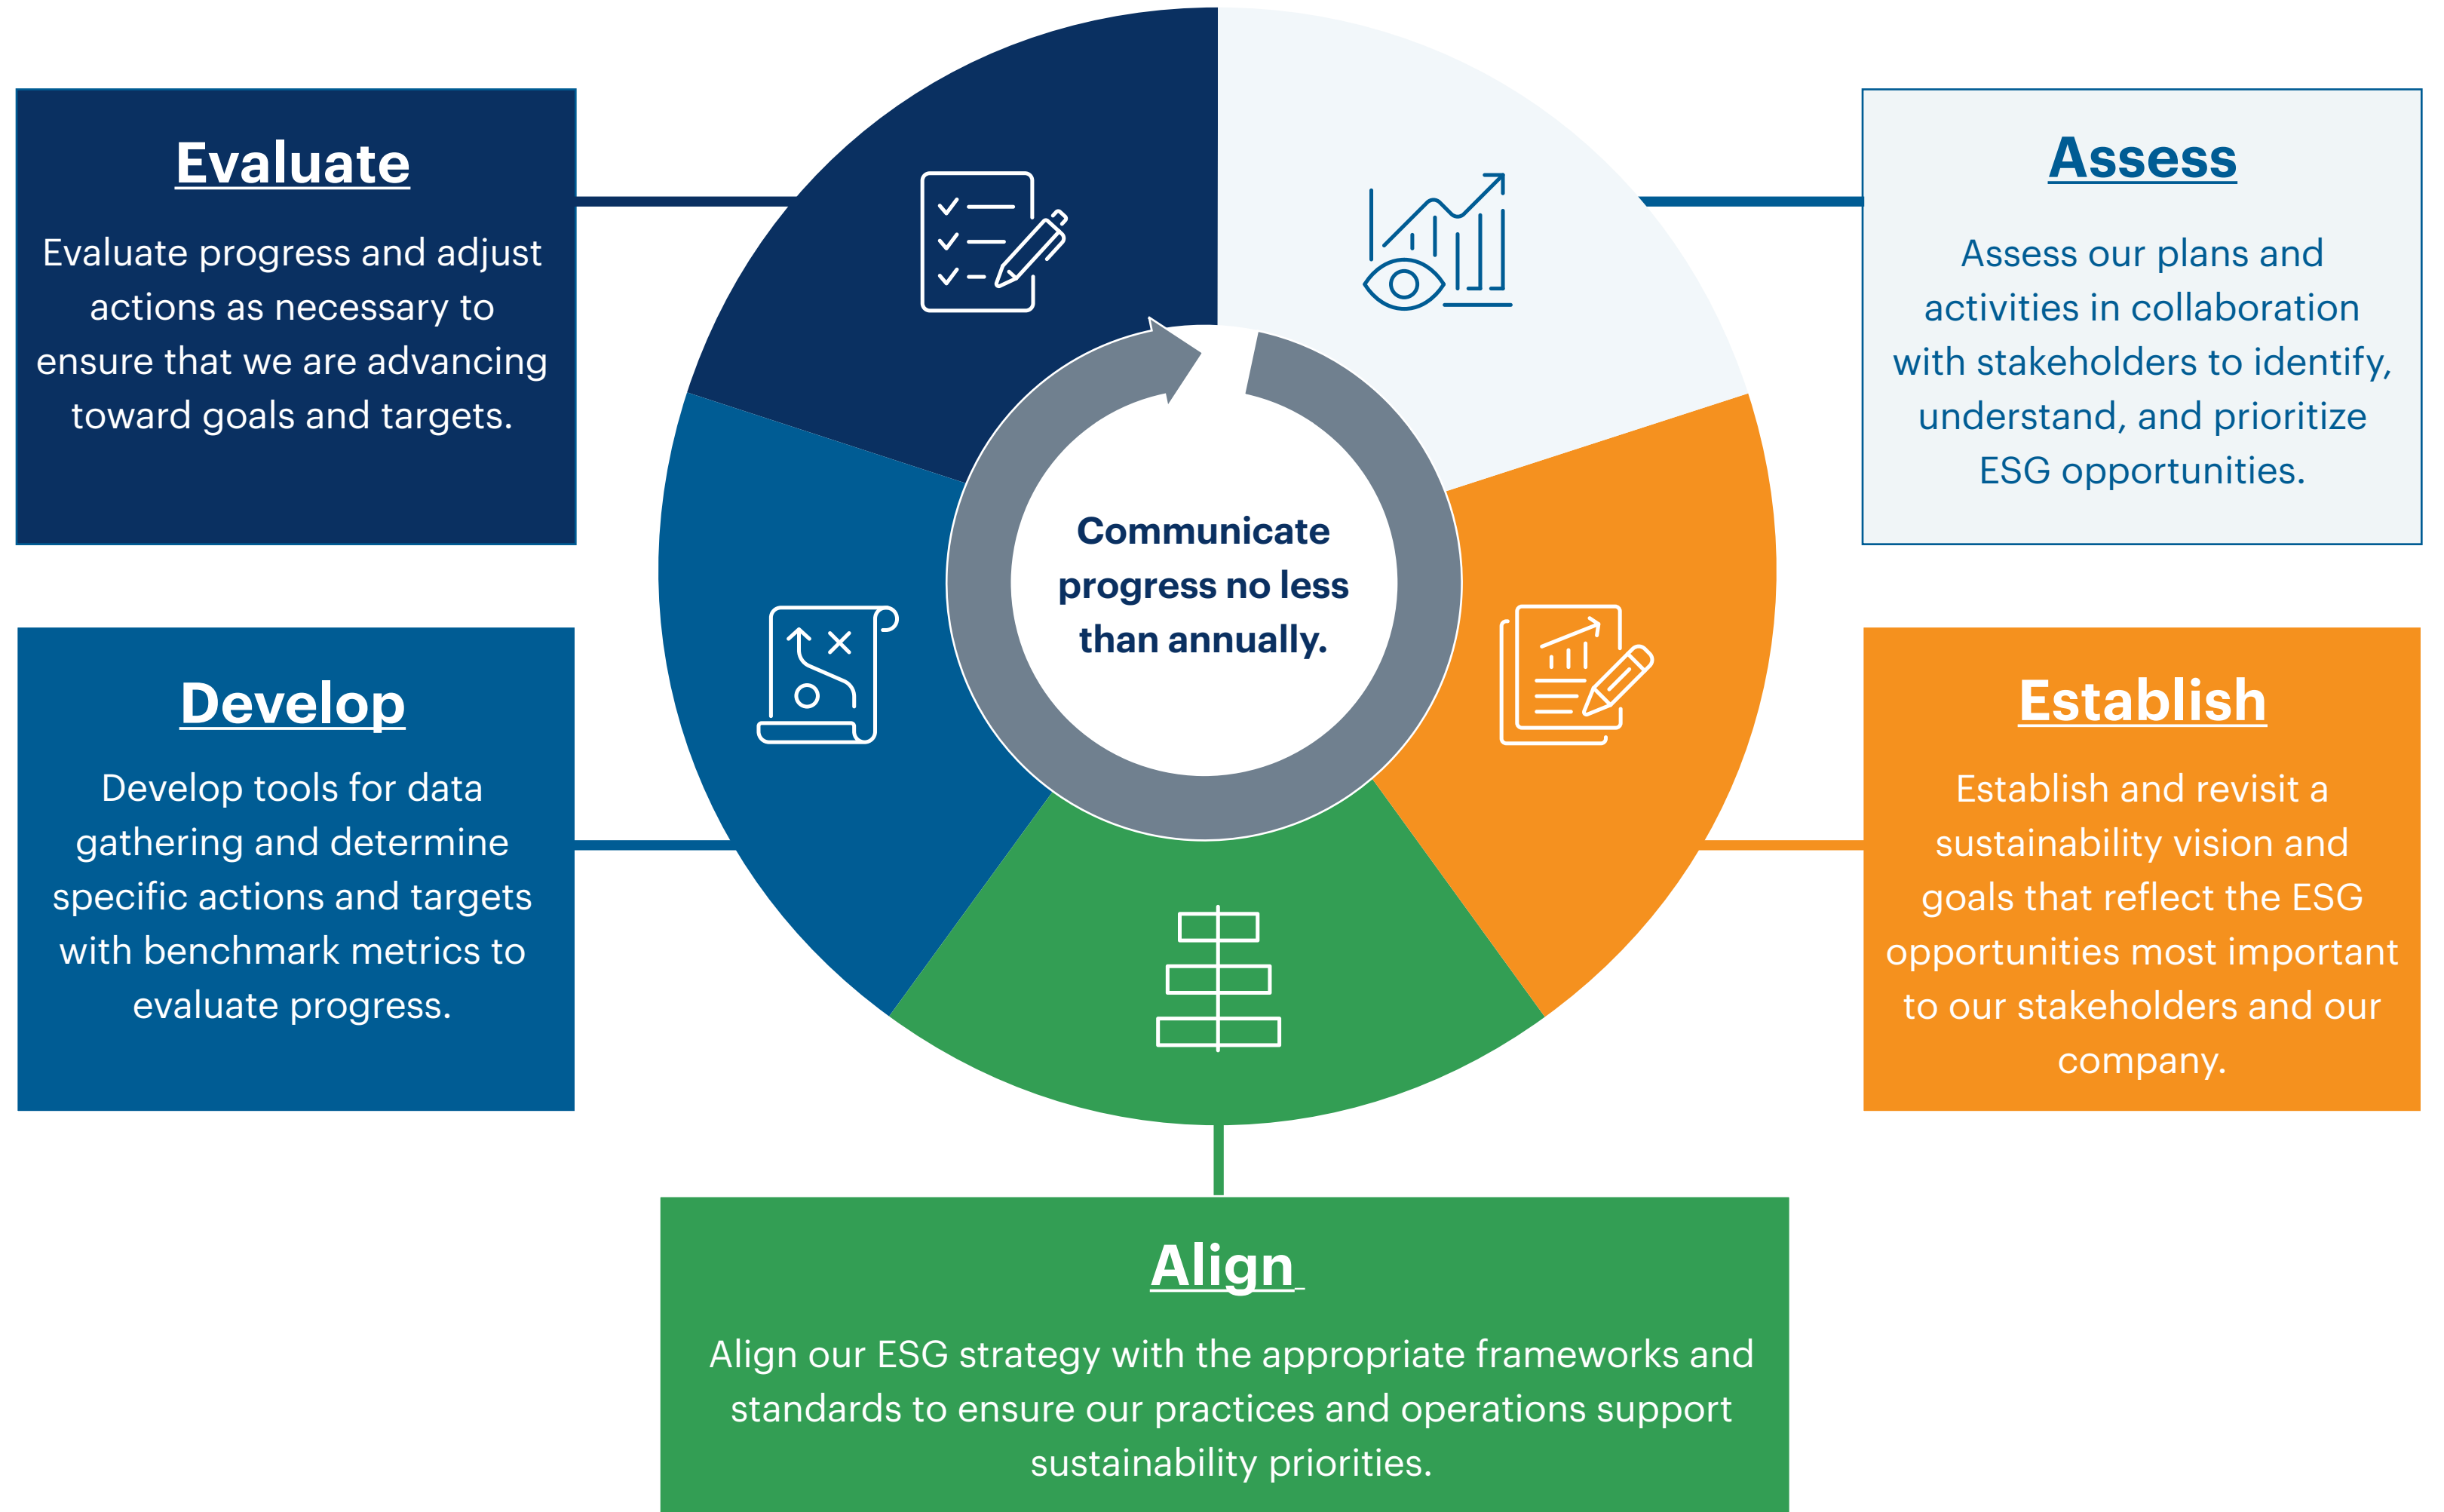 Evaluate
Evaluate progress and adjust
actions as necessary to
ensure that we are advancing
toward goals and targets.
Assess
Assess our plans and
activities in collaboration
with stakeholders to identify,
understand, and prioritize
ESG opportunities.
Communicate
progress no less
than annually.
Develop
Develop tools for data
gathering and determine
specific actions and targets
with benchmark metrics to
evaluate progress.
Establish
Establish and revisit a
sustainability vision and
goals that reflect the ESG
opportunities most important
to our stakeholders and our
company.
Align
Align our ESG strategy with the appropriate frameworks and
standards to ensure our practices and operations support
sustainability priorities.